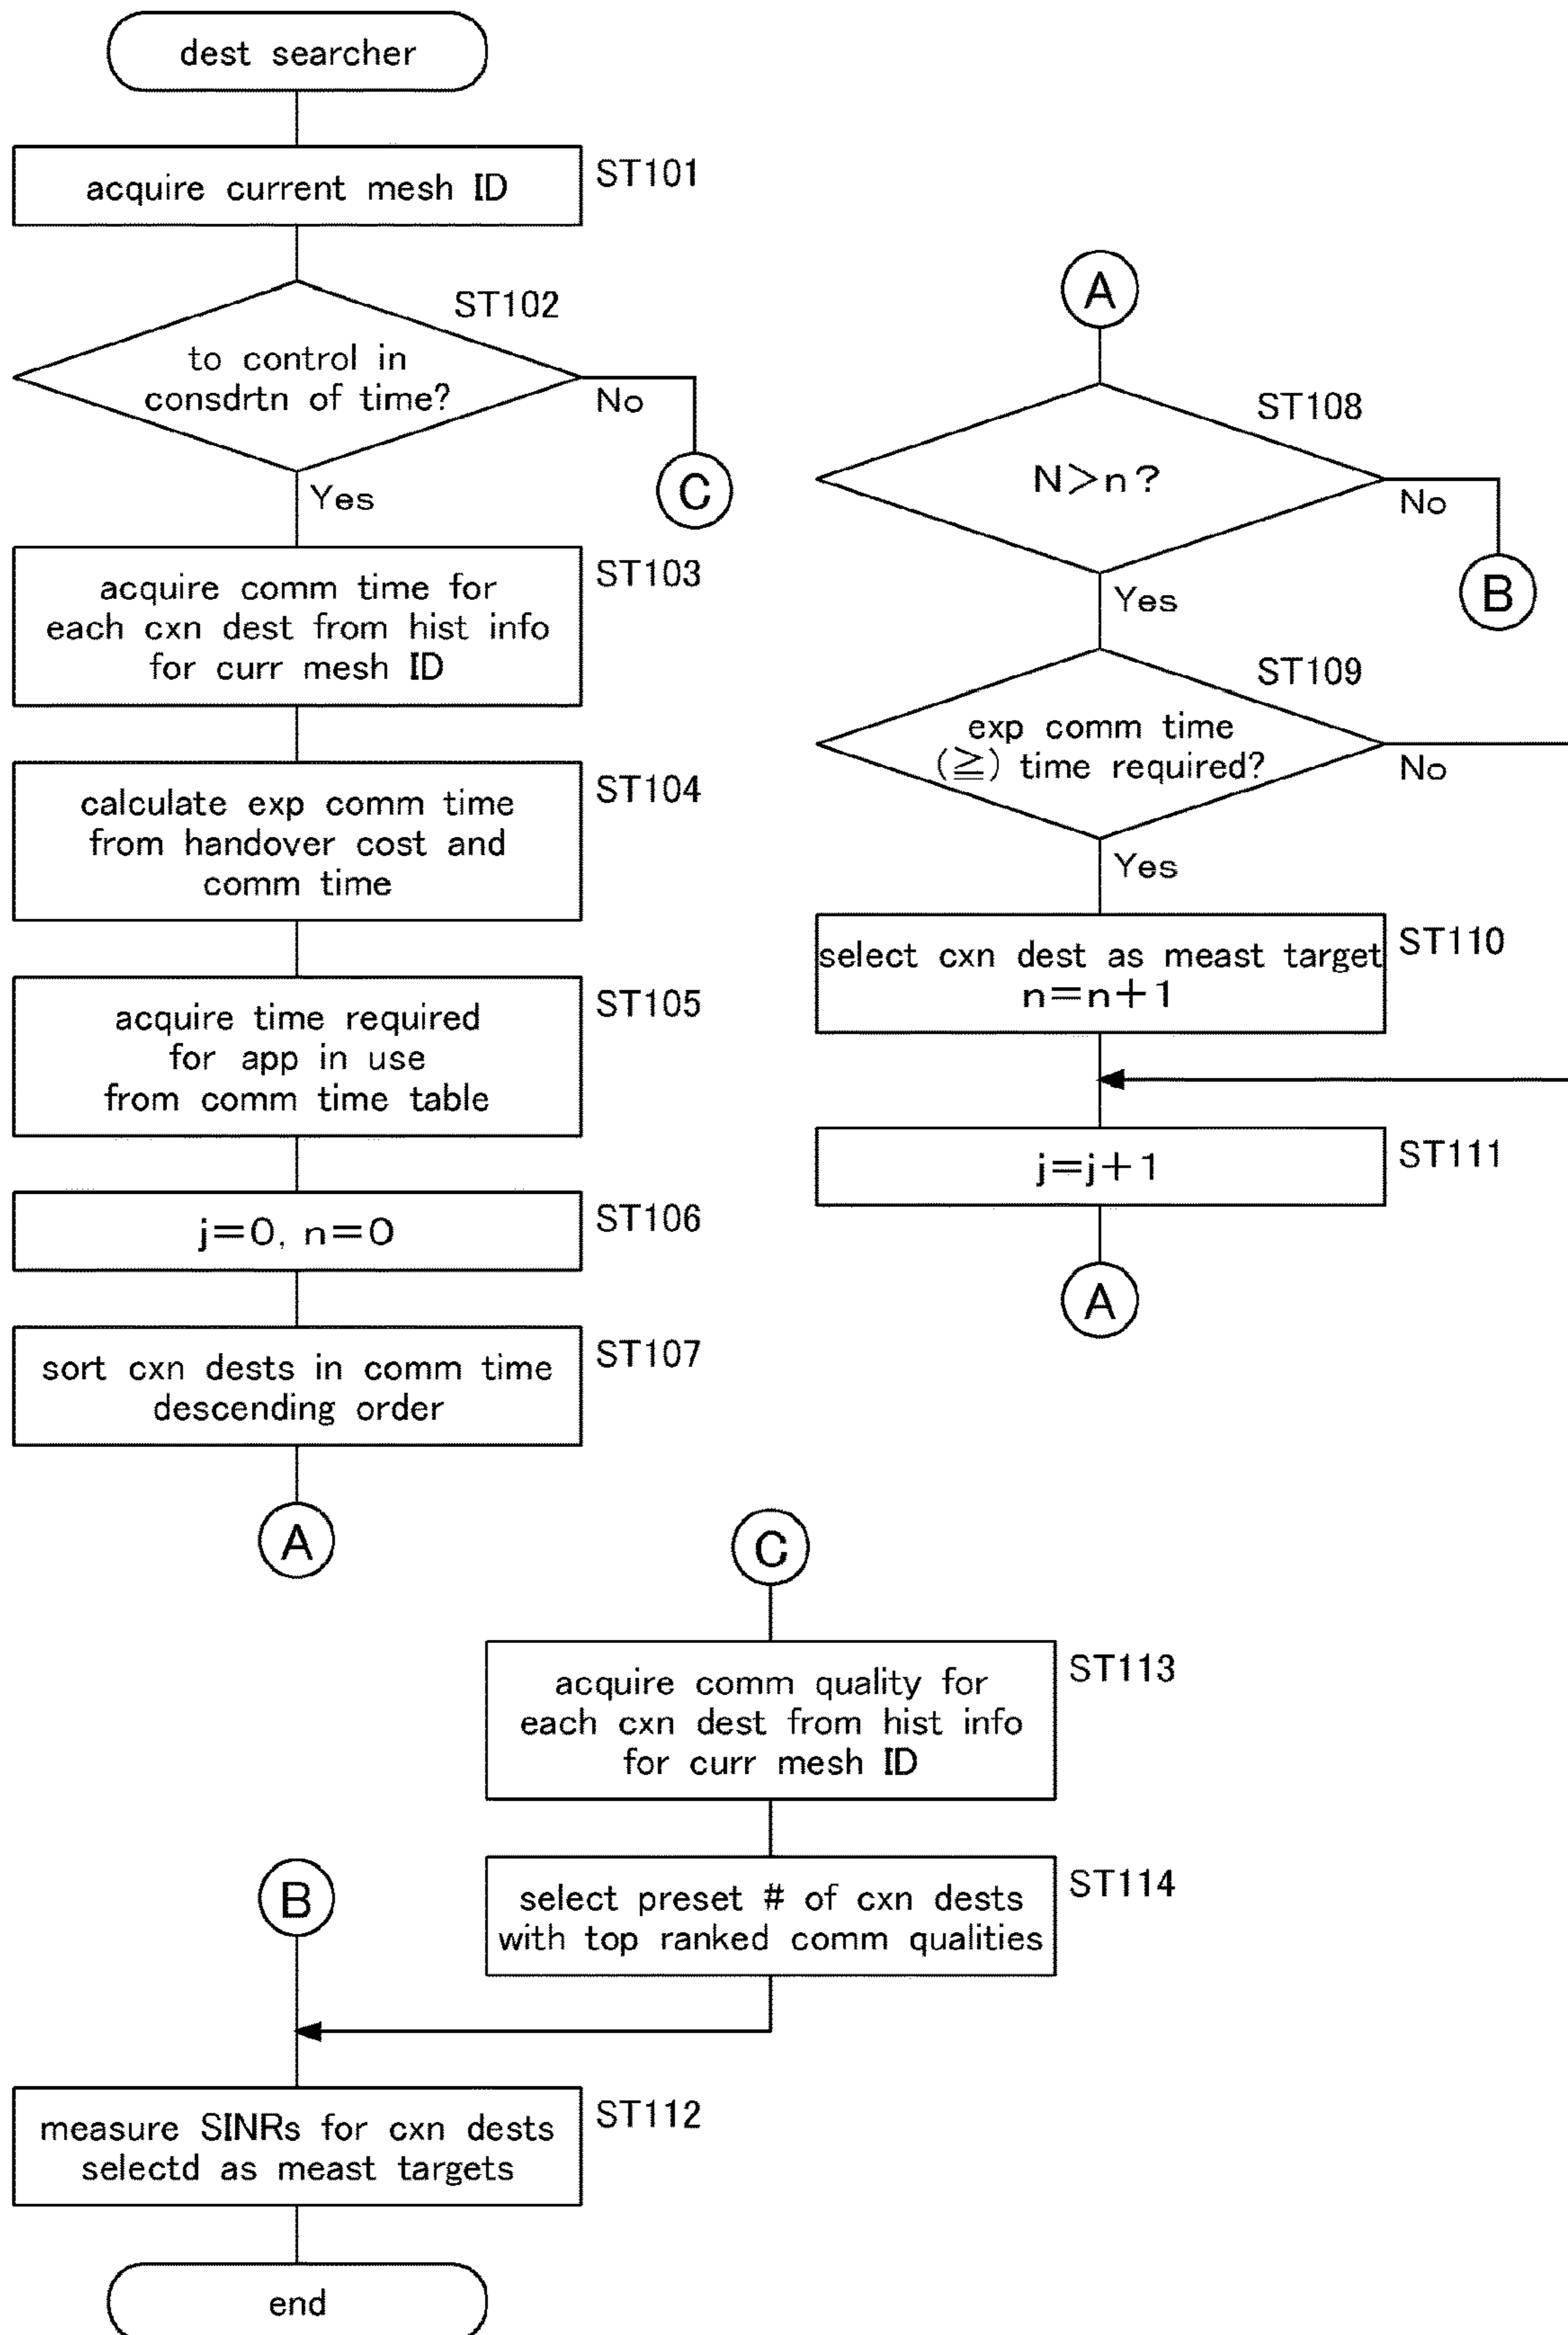 dest searcher
acquire current mesh ID
ST101
ST102
to control in
consdrtn of time?
No
C
Yes
acquire comm time for
each cxn dest from hist info
for curr mesh ID
ST103
calculate exp comm time
from handover cost and
comm time
ST104
acquire time required
for app in use
from comm time table
ST105
j=0, n=0
ST106
sort cxn dests in comm time
descending order
ST107
A
A
ST108
N>n?
No
B
Yes
ST109
exp comm time
(≧) time required?
No
Yes
select cxn dest as meast target
n=n+1
ST110
j=j+1
ST111
A
C
acquire comm quality for
each cxn dest from hist info
for curr mesh ID
ST113
select preset # of cxn dests
with top ranked comm qualities
ST114
B
measure SINRs for cxn dests
selectd as meast targets
ST112
end